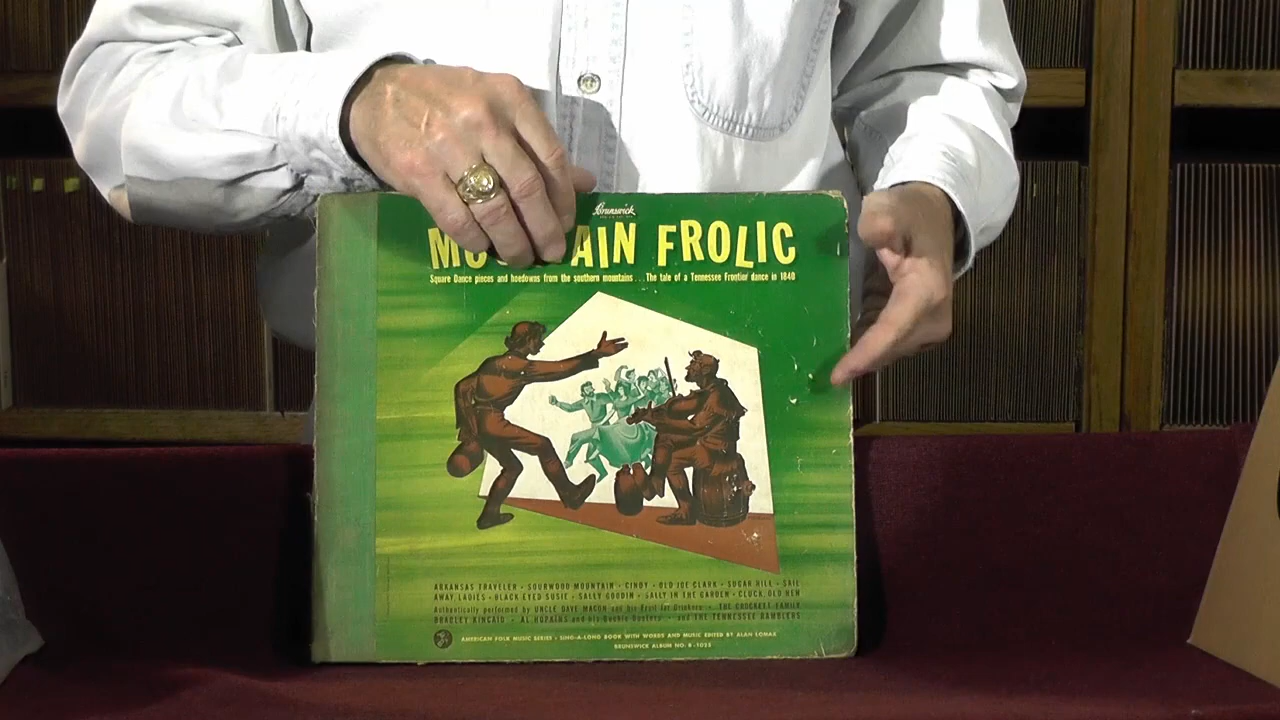 Brunswick
M AIN FROLIC
Square Dance pieces and hoedowns from the southern mountains... The tale of a Tennessee Frontier dance in 1840
ARKANSAS TRAVELER • SOURWOOD MOUNTAIN • CINDY • OLD JOE CLARK • SUGAR HILL • SAIL
AWAY, LADIES • BLACK EYED SUSIE • SALLY GOODIN • SALLY IN THE GARDEN • CLUCK, OLD HEN
Authentically performed by UNCLE DAVE MACON and his Fruit Jar Drinkers • THE CROCKETT FAMILY
BRADLEY KINCAID • AL HOPKINS and his Buckle Busters • and THE TENNESSEE RAMBLERS
AMERICAN FOLK MUSIC SERIES • SING-A-LONG BOOK WITH WORDS AND MUSIC EDITED BY ALAN LOMAX
BRUNSWICK ALBUM NO. B-1025